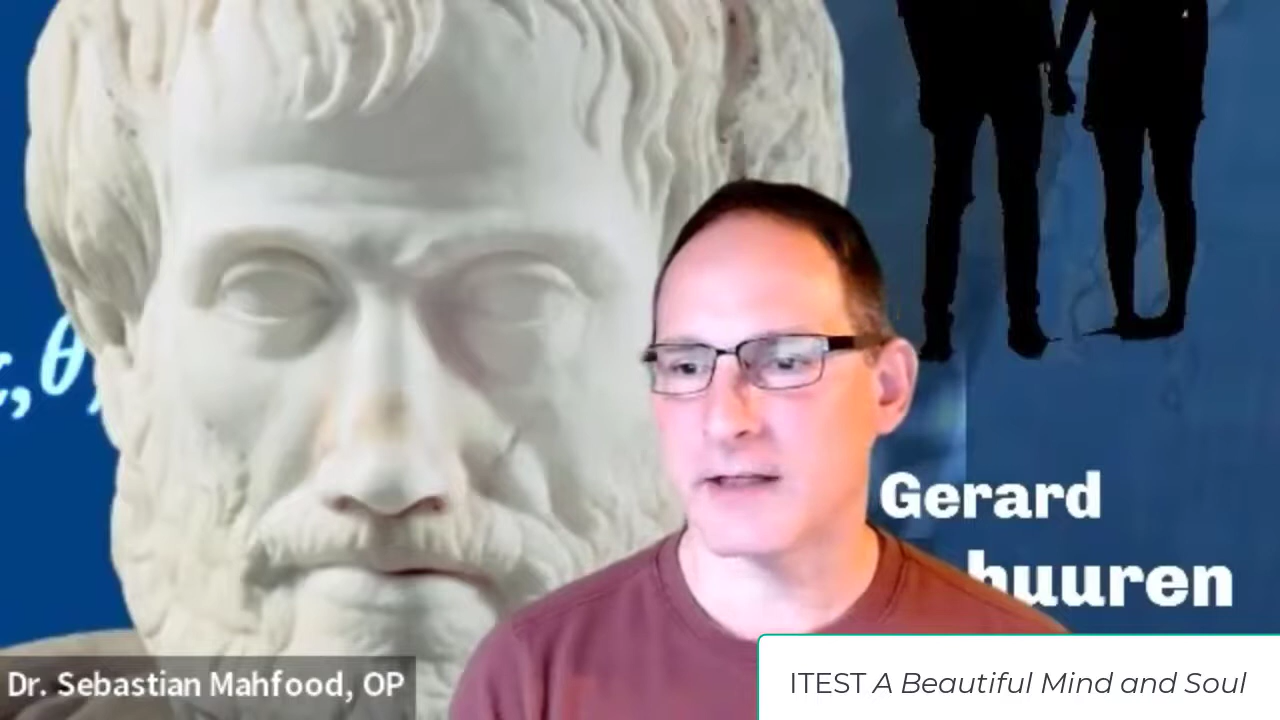 θ,
Gerard
huuren
Dr. Sebastian Mahfood, OP
ITEST A Beautiful Mind and Soul